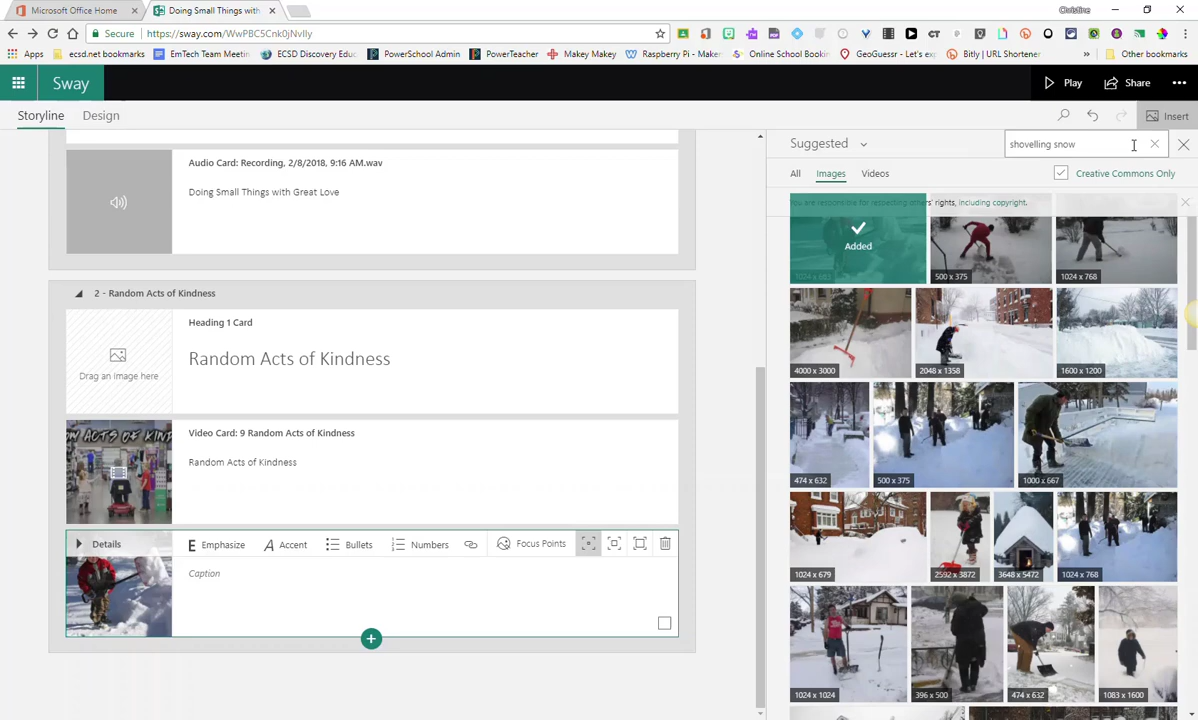 Microsoft Office Home
Doing Small Things with
Christine
Secure
https://sway.com/WwPBC5Cnk0jNvIly
Apps
ecsd.net bookmarks
EmTech Team Meetin
ECSD Discovery Educ
PowerSchool Admin
PowerTeacher
Makey Makey
Raspberry Pi - Maker
Online School Bookin
GeoGuessr - Let's ex
Bitly | URL Shortener
Other bookmarks
Sway
Play
Share
Storyline
Design
Insert
Suggested
shovelling snow
All
Images
Videos
Creative Commons Only
You are responsible for respecting others' rights, including copyright.
Audio Card: Recording, 2/8/2018, 9:16 AM.wav
Doing Small Things with Great Love
2 - Random Acts of Kindness
Heading 1 Card
Drag an Image here
Random Acts of Kindness
Video Card: 9 Random Acts of Kindness
Random Acts of Kindness
Details
Emphasize
Accent
Bullets
Numbers
Focus Points
Caption
Added
500 x 375
1024 x 768
4000 x 3000
2048 x 1358
1600 x 1200
474 x 632
500 x 375
1000 x 667
1024 x 679
2592 x 3872
3648 x 5472
1024 x 768
1024 x 1024
396 x 500
474 x 632
1083 x 1600